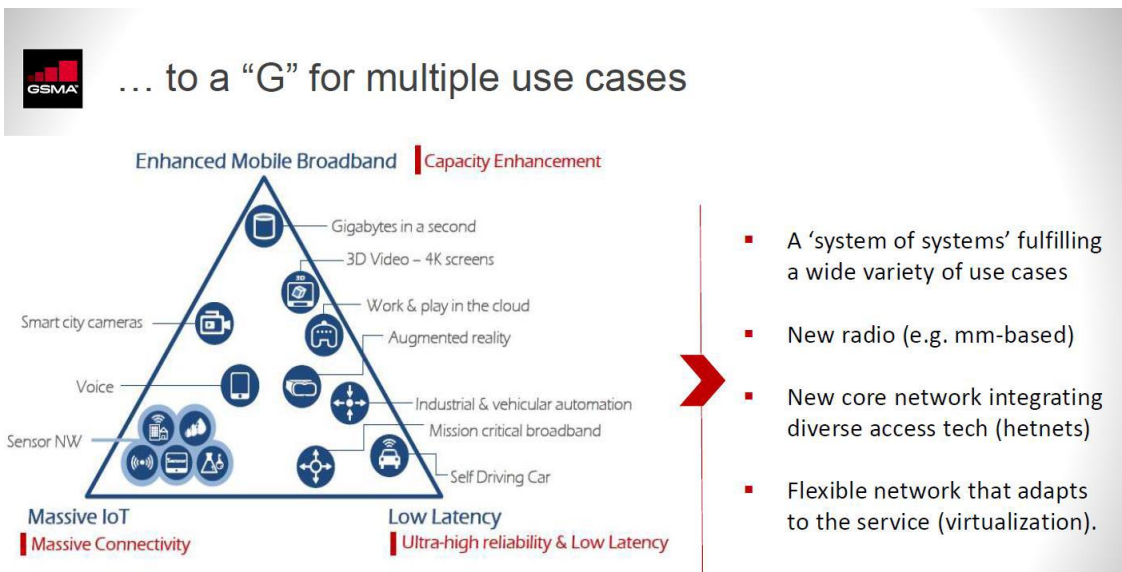 GSMA
... to a “G” for multiple use cases
Enhanced Mobile Broadband
Capacity Enhancement
Gigabytes in a second
3D
3D Video – 4K screens
Work & play in the cloud
Smart city cameras
Augmented reality
Voice
Industrial & vehicular automation
Mission critical broadband
Sensor NW
Self Driving Car
Massive IoT
Low Latency
Massive Connectivity
Ultra-high reliability & Low Latency
▪ A ‘system of systems’ fulfilling
a wide variety of use cases
▪ New radio (e.g. mm-based)
▪ New core network integrating
diverse access tech (hetnets)
▪ Flexible network that adapts
to the service (virtualization).